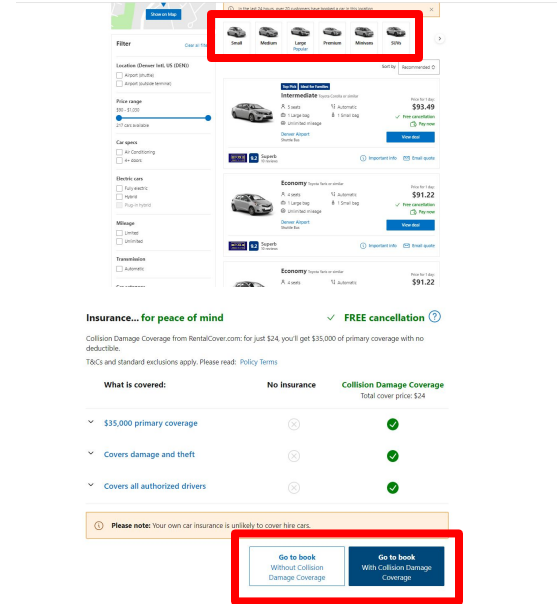 Show on Map
In the last 24 hours, over 20 customers have booked a car in this location
Small Medium Large Premium Minivans SUVs
Popular
Filter Clear all filters
Sort by Recommended
Location (Denver Intl. US (DEN))
Airport (shuttle)
Airport (outside terminal)
Price range
$90 - $1,030
217 cars available
Car specs
Air Conditioning
4+ doors
Electric cars
Fully electric
Hybrid
Plug-in hybrid
Mileage
Limited
Unlimited
Transmission
Automatic
Top Pick Ideal for families
Intermediate Toyota Corolla or similar
5 seats Automatic
1 Large bag 1 Small bag
Unlimited mileage
Denver Airport
Shuttle Bus
Price for 1 day:
$93.49
Free cancellation
Pay now
View deal
9.2 Superb
Important info Email quote
Economy Toyota Yaris or similar
4 seats Automatic
1 Large bag 1 Small bag
Unlimited mileage
Denver Airport
Shuttle Bus
Price for 1 day:
$91.22
Free cancellation
Pay now
View deal
9.2 Superb
Important info Email quote
Economy Toyota Yaris or similar
4 seats Automatic
Price for 1 day:
$91.22
Insurance... for peace of mind
FREE cancellation
Collision Damage Coverage from RentalCover.com: for just $24, you'll get $35,000 of primary coverage with no
deductible.
T&Cs and standard exclusions apply. Please read: Policy Terms
What is covered: No insurance Collision Damage Coverage
Total cover price: $24
$35,000 primary coverage
Covers damage and theft
Covers all authorized drivers
Please note: Your own car insurance is unlikely to cover hire cars.
Go to book
Without Collision
Damage Coverage
Go to book
With Collision Damage
Coverage